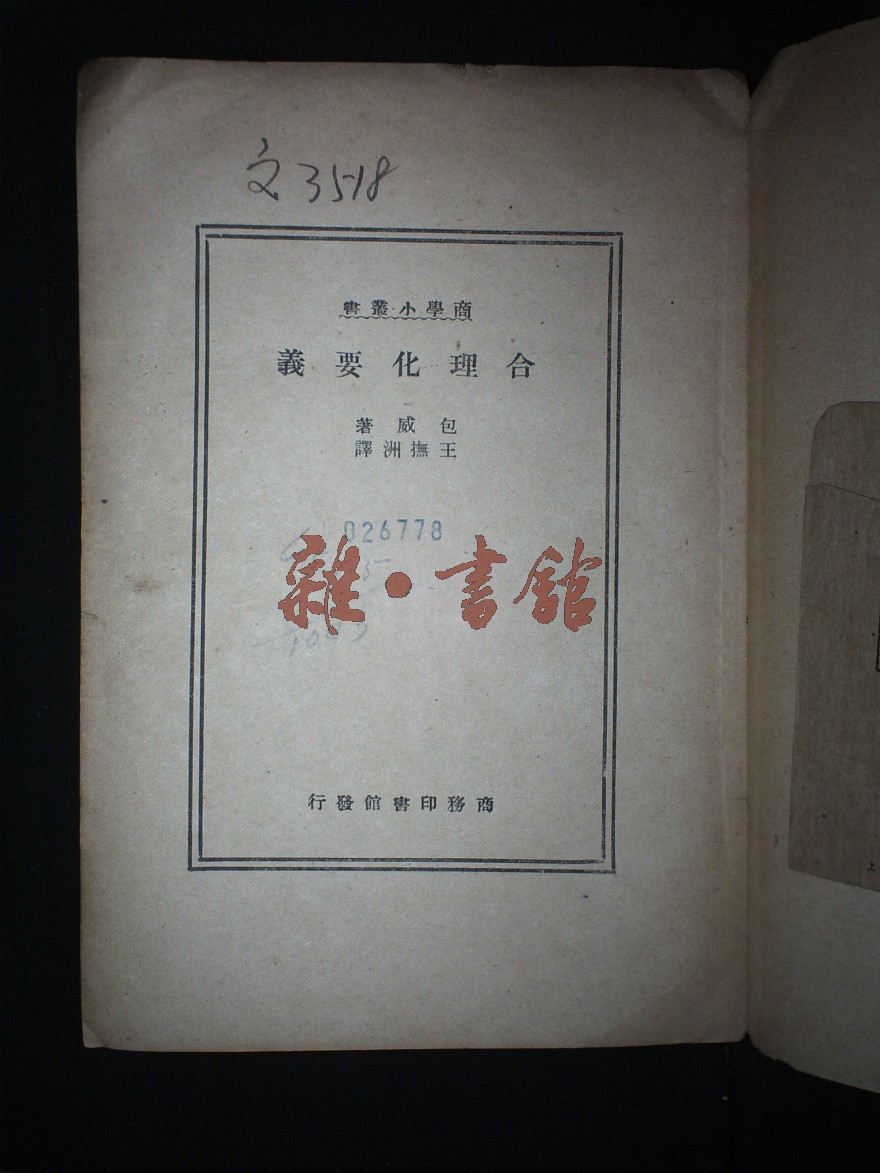 文3518
商學小叢書
合理化要義
包威著
王撫洲譯
026778
雜·書館
商務印書館發行
上